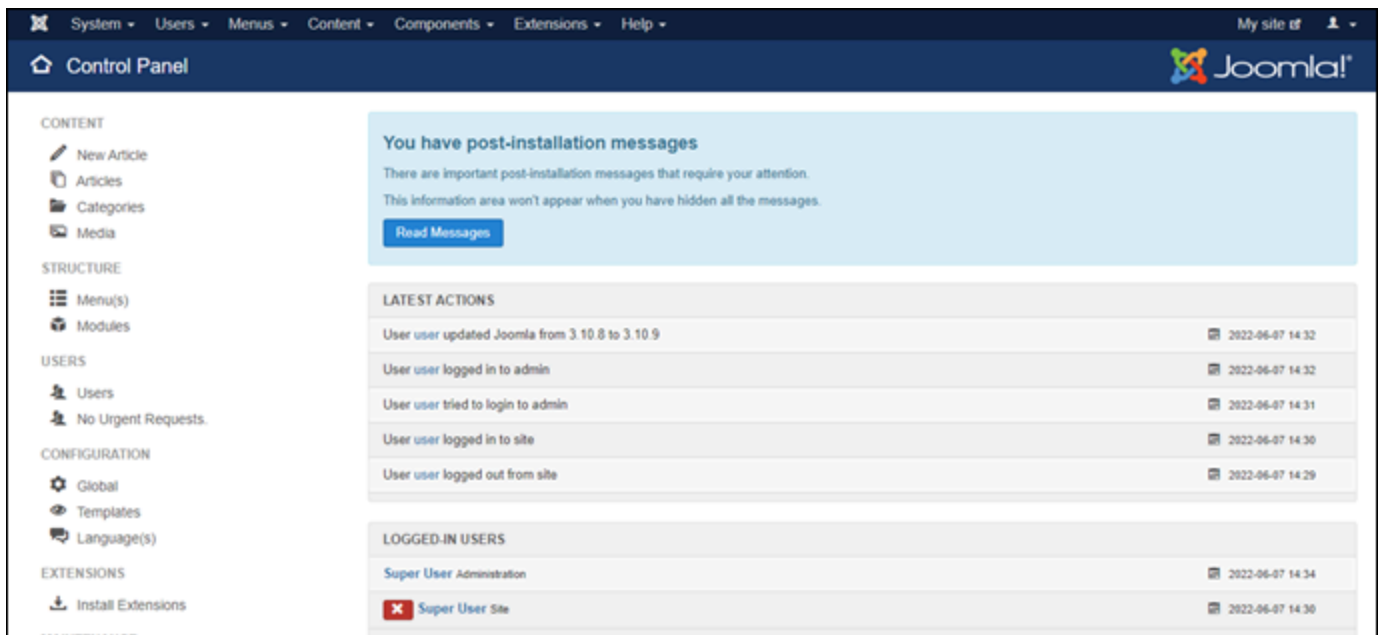 System Users Menus Content Components Extensions Help My site
Control Panel Joomla!®
CONTENT
New Article
Articles
Categories
Media
STRUCTURE
Menu(s)
Modules
USERS
Users
No Urgent Requests.
CONFIGURATION
Global
Templates
Language(s)
EXTENSIONS
Install Extensions
MAINTENANCE
You have post-installation messages
There are important post-installation messages that require your attention.
This information area won't appear when you have hidden all the messages.
Read Messages
LATEST ACTIONS
User user updated Joomla from 3.10.8 to 3.10.9 2022-06-07 14:32
User user logged in to admin 2022-06-07 14:32
User user tried to login to admin 2022-06-07 14:31
User user logged in to site 2022-06-07 14:30
User user logged out from site 2022-06-07 14:29
LOGGED-IN USERS
Super User Administration 2022-06-07 14:34
Super User Site 2022-06-07 14:30